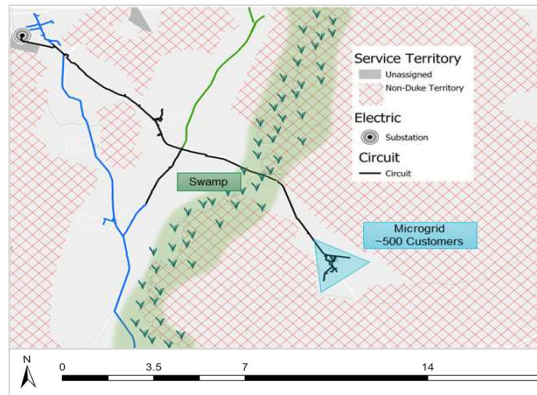 Service Territory
Unassigned
Non-Duke Territory
Electric
Substation
Circuit
Circuit
Swamp
Microgrid
~500 Customers
N
0 3.5 7 14